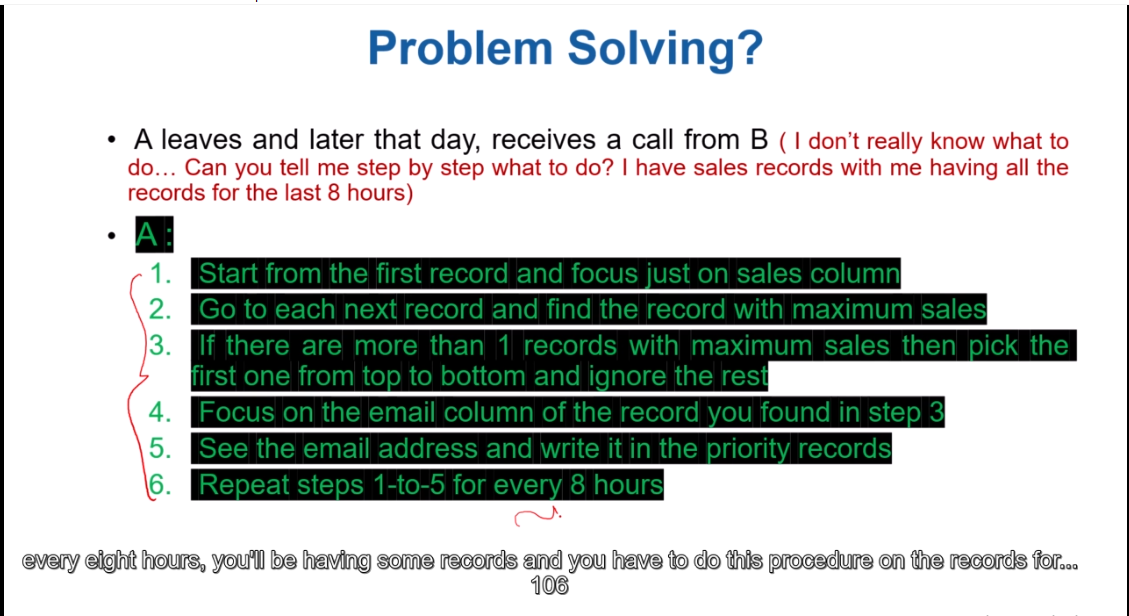 Problem Solving?
• A leaves and later that day, receives a call from B ( I don't really know what to
do… Can you tell me step by step what to do? I have sales records with me having all the
records for the last 8 hours)
• A :
1. Start from the first record and focus just on sales column
2. Go to each next record and find the record with maximum sales
3. If there are more than 1 records with maximum sales then pick the
first one from top to bottom and ignore the rest
4. Focus on the email column of the record you found in step 3
5. See the email address and write it in the priority records
6. Repeat steps 1-to-5 for every 8 hours
every eight hours, you'll be having some records and you have to do this procedure on the records for...
106